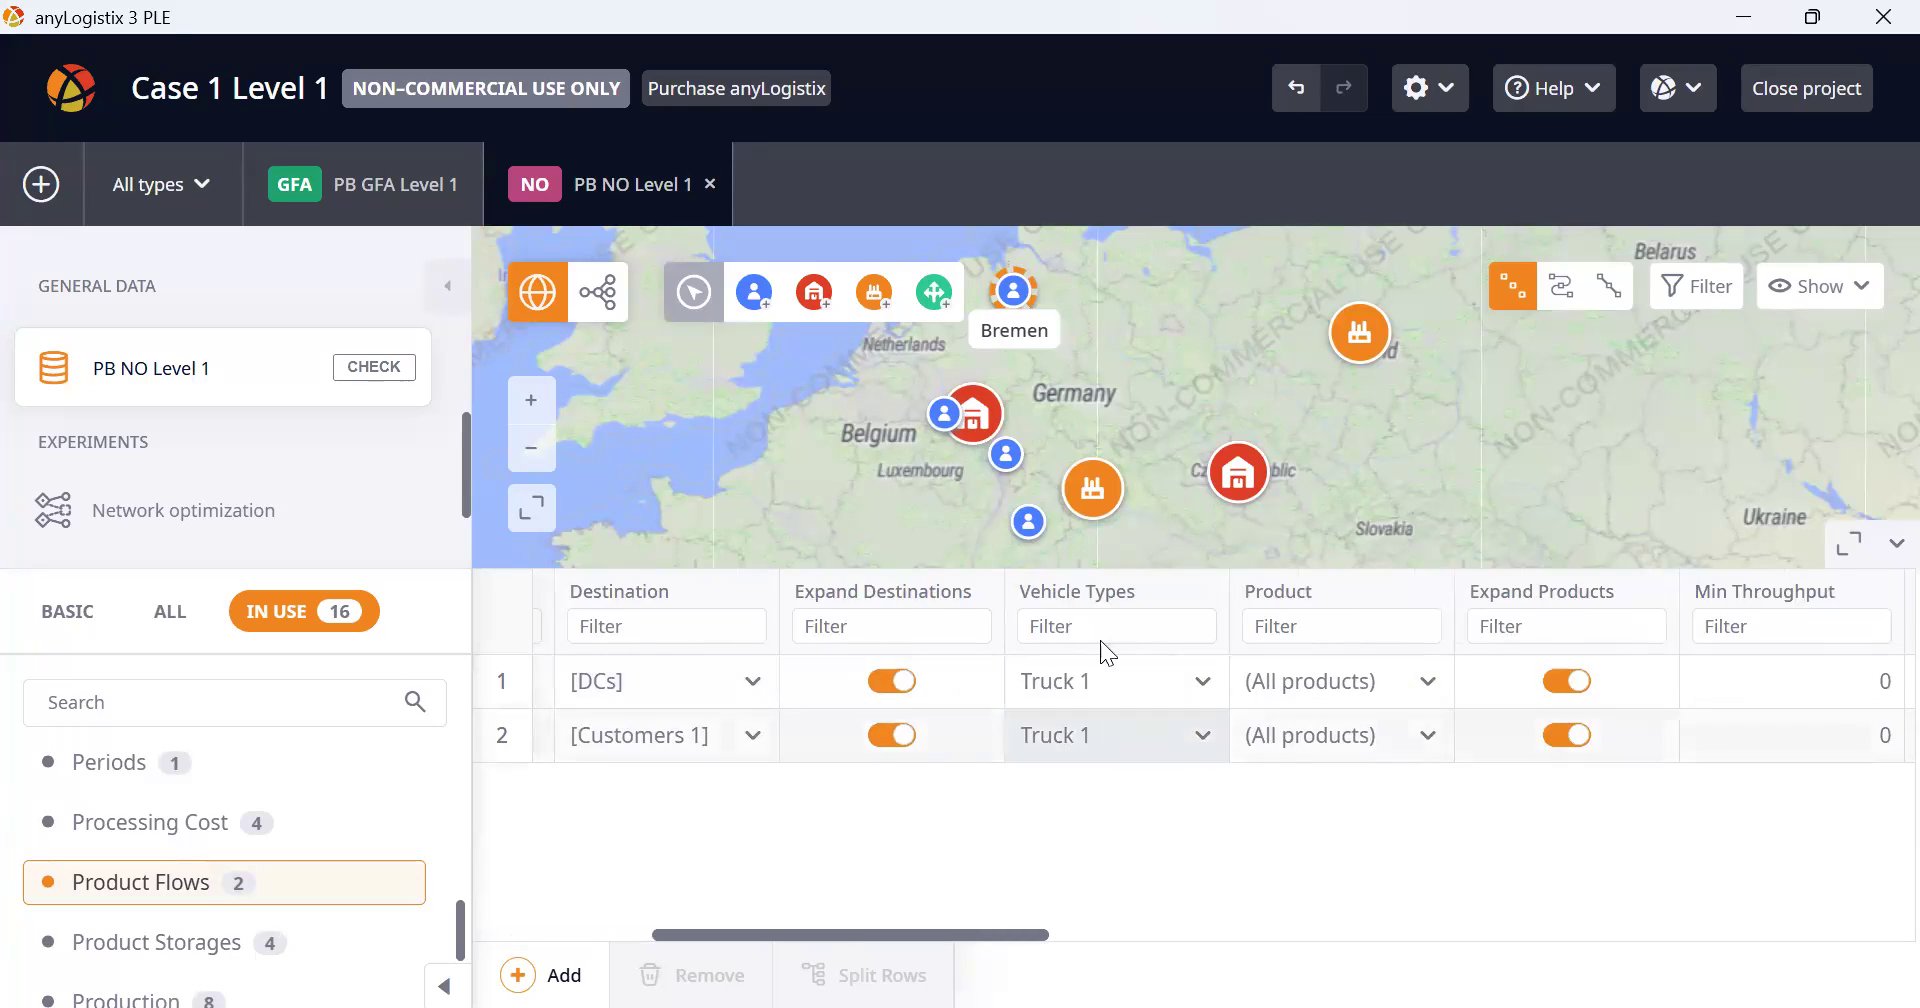 anyLogistix 3 PLE
Case 1 Level 1
NON-COMMERCIAL USE ONLY
Purchase anyLogistix
Help
Close project
All types
GFA PB GFA Level 1
NO PB NO Level 1
GENERAL DATA
PB NO Level 1
CHECK
EXPERIMENTS
Network optimization
Bremen
Filter
Show
Belarus
Netherlands
Germany
Belgium
Luxembourg
Slovakia
Ukraine
BASIC
ALL
IN USE 16
Search
Periods 1
Processing Cost 4
Product Flows 2
Product Storages 4
Production 8
Destination Expand Destinations Vehicle Types Product Expand Products Min Throughput
Filter Filter Filter Filter Filter Filter
1 [DCs] Truck 1 (All products) 0
2 [Customers 1] Truck 1 (All products) 0
Add
Remove
Split Rows